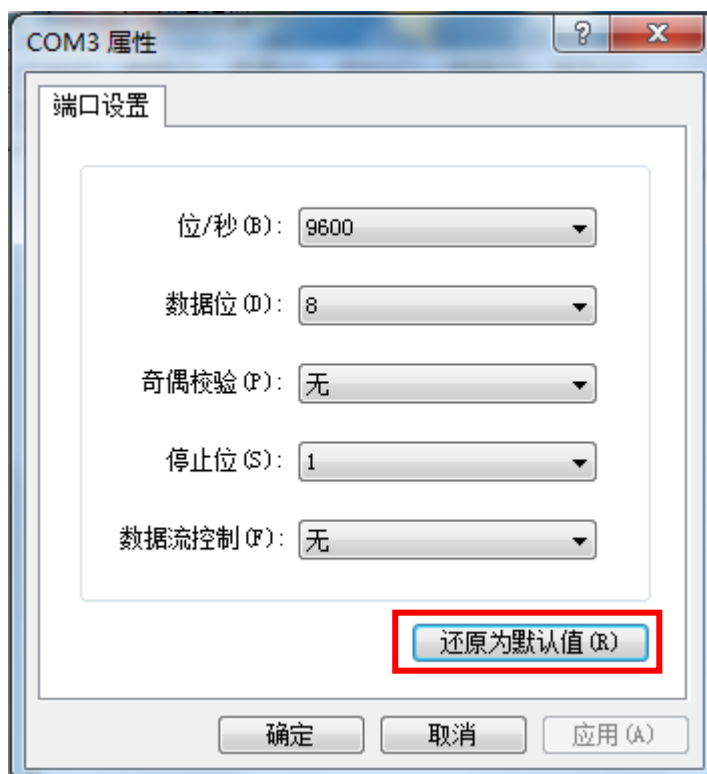 COM3 属性
?
端口设置
位/秒(B): 9600
数据位(D): 8
奇偶校验(P): 无
停止位(S): 1
数据流控制(F): 无
还原为默认值(R)
确定 取消 应用(A)